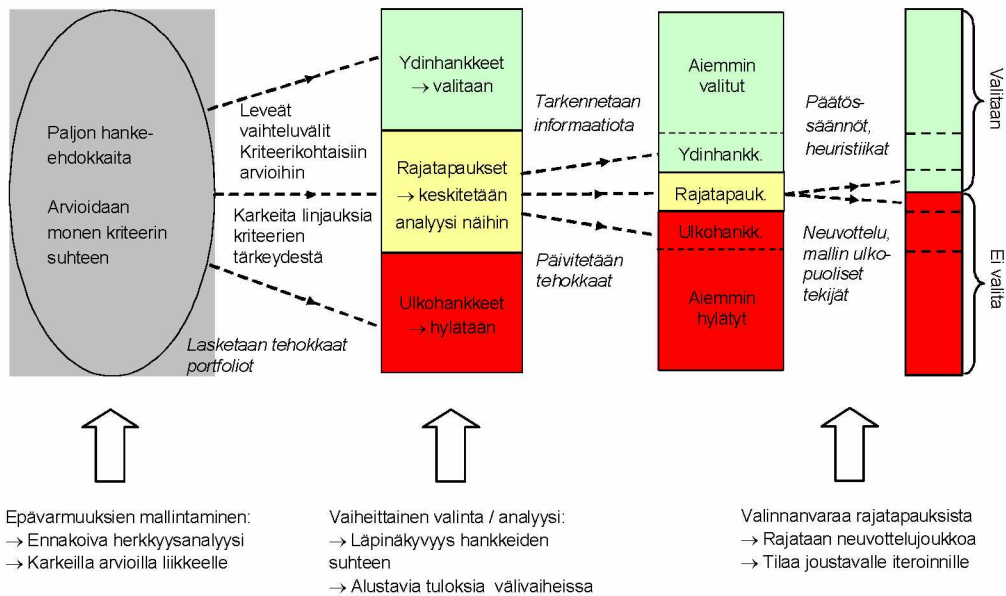 Paljon hanke-
ehdokkaita
Arvioidaan
monen kriteerin
suhteen
Leveät
vaihteluvälit
Kriteerikohtaisiin
arvioihin
Karkeita linjauksia
kriteerien
tärkeydestä
Lasketaan tehokkaat
portfoliot
Ydinhankkeet
→ valitaan
Rajatapaukset
→ keskitetään
analyysi näihin
Ulkohankkeet
→ hylätään
Tarkennetaan
informaatiota
Päivitetään
tehokkaat
Aiemmin
valitut
Ydinhankk.
Rajatapauk.
Ulkohankk.
Aiemmin
hylätyt
Päätös-
säännöt,
heuristiikat
Neuvottelu,
mallin ulko-
puoliset
tekijät
Valitaan
Ei valita
Epävarmuuksien mallintaminen:
→ Ennakoiva herkkyysanalyysi
→ Karkeilla arvioilla liikkeelle
Vaiheittainen valinta / analyysi:
→ Läpinäkyvyys hankkeiden
suhteen
→ Alustavia tuloksia välivaiheissa
Valinnanvaraa rajatapauksista
→ Rajataan neuvottelujoukkoa
→ Tilaa joustavalle iteroinnille